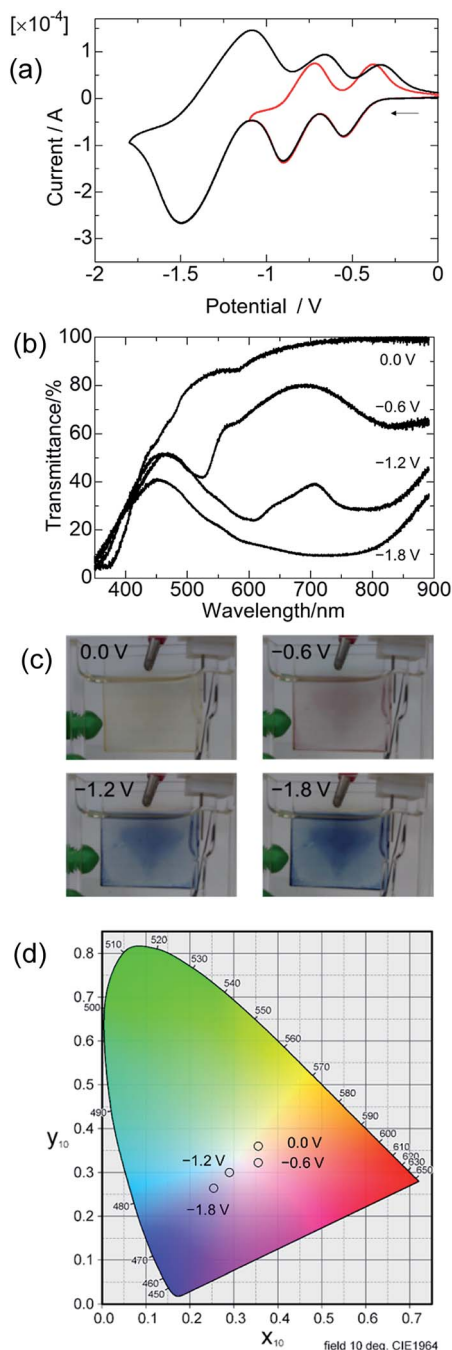 [×10⁻⁴]
(a)
1
0
-1
-2
-3
Current / A
-2
-1.5
-1
-0.5
0
Potential / V
(b)
100
80
60
40
20
0
Transmittance/%
0.0 V
−0.6 V
−1.2 V
−1.8 V
400
500
600
700
800
900
Wavelength/nm
(c)
0.0 V
−0.6 V
−1.2 V
−1.8 V
(d)
0.8
0.7
0.6
0.5
0.4
0.3
0.2
0.1
0.0
y₁₀
510
520
530
540
550
560
570
580
590
600
610
620
630
650
500
490
480
470
460
450
0.0 V
−0.6 V
−1.2 V
−1.8 V
0.0
0.1
0.2
0.3
0.4
0.5
0.6
0.7
x₁₀
field 10 deg. CIE1964